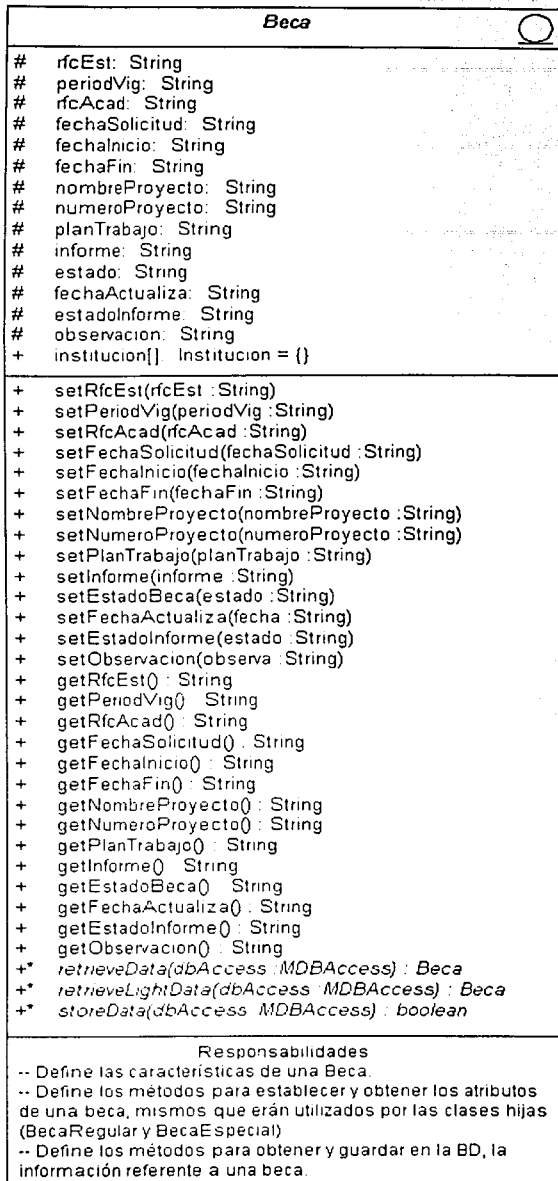 Beca
# rfcEst: String
# periodVig: String
# rfcAcad: String
# fechaSolicitud: String
# fechaInicio: String
# fechaFin: String
# nombreProyecto: String
# numeroProyecto: String
# planTrabajo: String
# informe: String
# estado: String
# fechaActualiza: String
# estadoInforme: String
# observacion: String
+ institucion[] Institucion = {}
+ setRfcEst(rfcEst :String)
+ setPeriodVig(periodVig :String)
+ setRfcAcad(rfcAcad :String)
+ setFechaSolicitud(fechaSolicitud :String)
+ setFechaInicio(fechaInicio :String)
+ setFechaFin(fechaFin :String)
+ setNombreProyecto(nombreProyecto :String)
+ setNumeroProyecto(numeroProyecto :String)
+ setPlanTrabajo(planTrabajo :String)
+ setInforme(informe :String)
+ setEstadoBeca(estado :String)
+ setFechaActualiza(fecha :String)
+ setEstadoInforme(estado :String)
+ setObservacion(observa :String)
+ getRfcEst() : String
+ getPeriodVig() String
+ getRfcAcad() : String
+ getFechaSolicitud() . String
+ getFechaInicio() : String
+ getFechaFin() : String
+ getNombreProyecto() : String
+ getNumeroProyecto() : String
+ getPlanTrabajo() : String
+ getInforme() String
+ getEstadoBeca() String
+ getFechaActualiza() . String
+ getEstadoInforme() : String
+ getObservacion() : String
+* retrieveData(dbAccess :MDBAccess) : Beca
+* retrieveLightData(dbAccess :MDBAccess) : Beca
+* storeData(dbAccess MDBAccess) : boolean
Responsabilidades
-- Define las características de una Beca.
-- Define los métodos para establecer y obtener los atributos
de una beca, mismos que erán utilizados por las clases hijas
(BecaRegular y BecaEspecial)
-- Define los métodos para obtener y guardar en la BD, la
información referente a una beca.